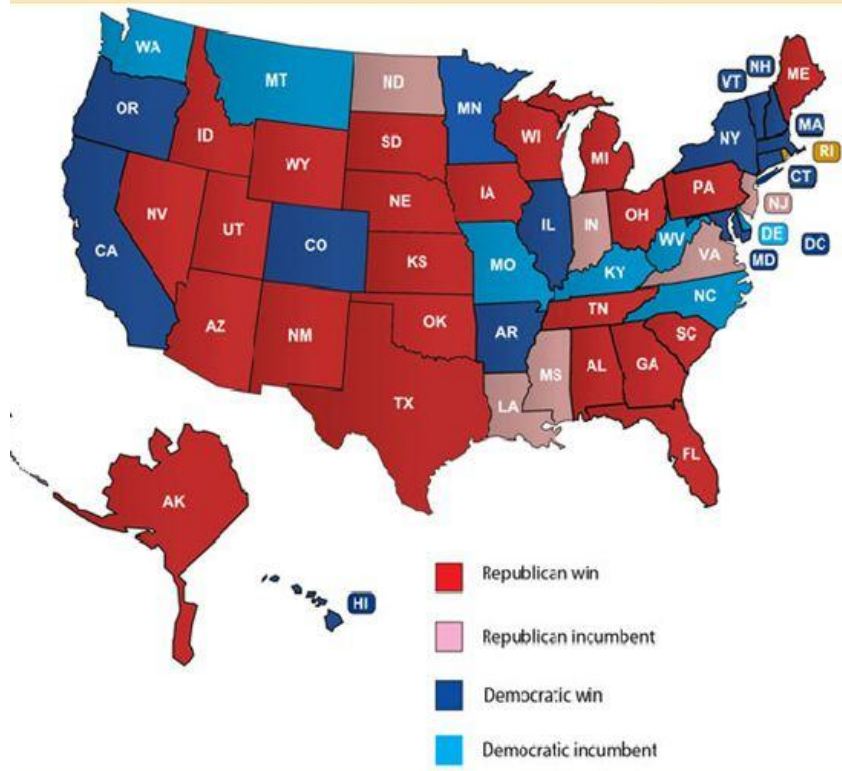 WA
MT
ND
MN
VT
NH
ME
OR
ID
SD
WI
MI
NY
MA
RI
WY
IA
PA
CT
NV
NE
NJ
UT
CO
IL
IN
OH
WV
DE
DC
CA
KS
MO
KY
VA
MD
NC
AZ
NM
OK
AR
TN
SC
MS
AL
GA
TX
LA
FL
AK
HI
Republican win
Republican incumbent
Democratic win
Democratic incumbent